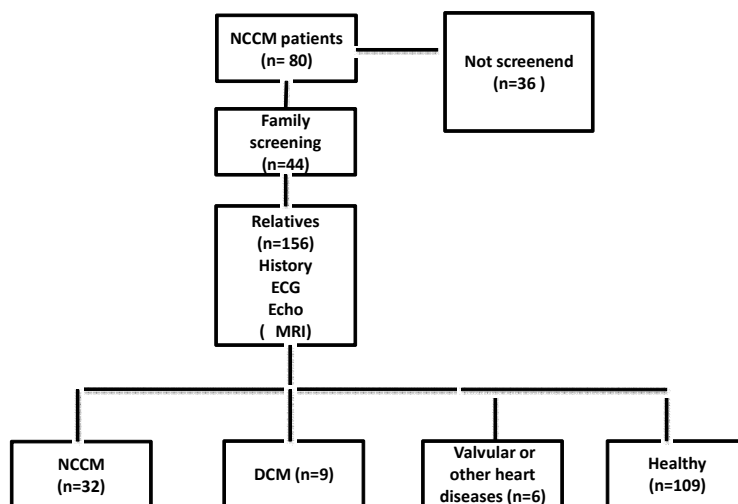 NCCM patients
(n= 80)
Not screenend
(n=36 )
Family
screening
(n=44)
Relatives
(n=156)
History
ECG
Echo
( MRI)
NCCM
(n=32)
DCM (n=9)
Valvular or
other heart
diseases (n=6)
Healthy
(n=109)